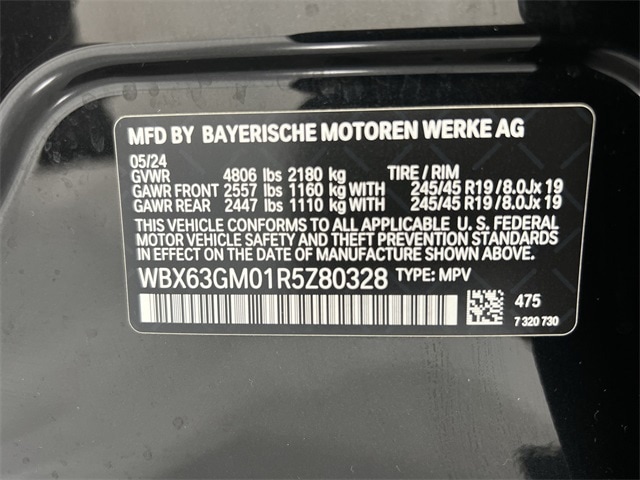 MFD BY BAYERISCHE MOTOREN WERKE AG
05/24
GVWR 4806 lbs 2180 kg TIRE / RIM
GAWR FRONT 2557 lbs 1160 kg WITH 245/45 R19 / 8.0Jx 19
GAWR REAR 2447 lbs 1110 kg WITH 245/45 R19 / 8.0Jx 19
THIS VEHICLE CONFORMS TO ALL APPLICABLE U. S. FEDERAL
MOTOR VEHICLE SAFETY AND THEFT PREVENTION STANDARDS
IN EFFECT ON THE DATE OF MANUFACTURE SHOWN ABOVE.
WBX63GM01R5Z80328 TYPE: MPV
475
7 320 730